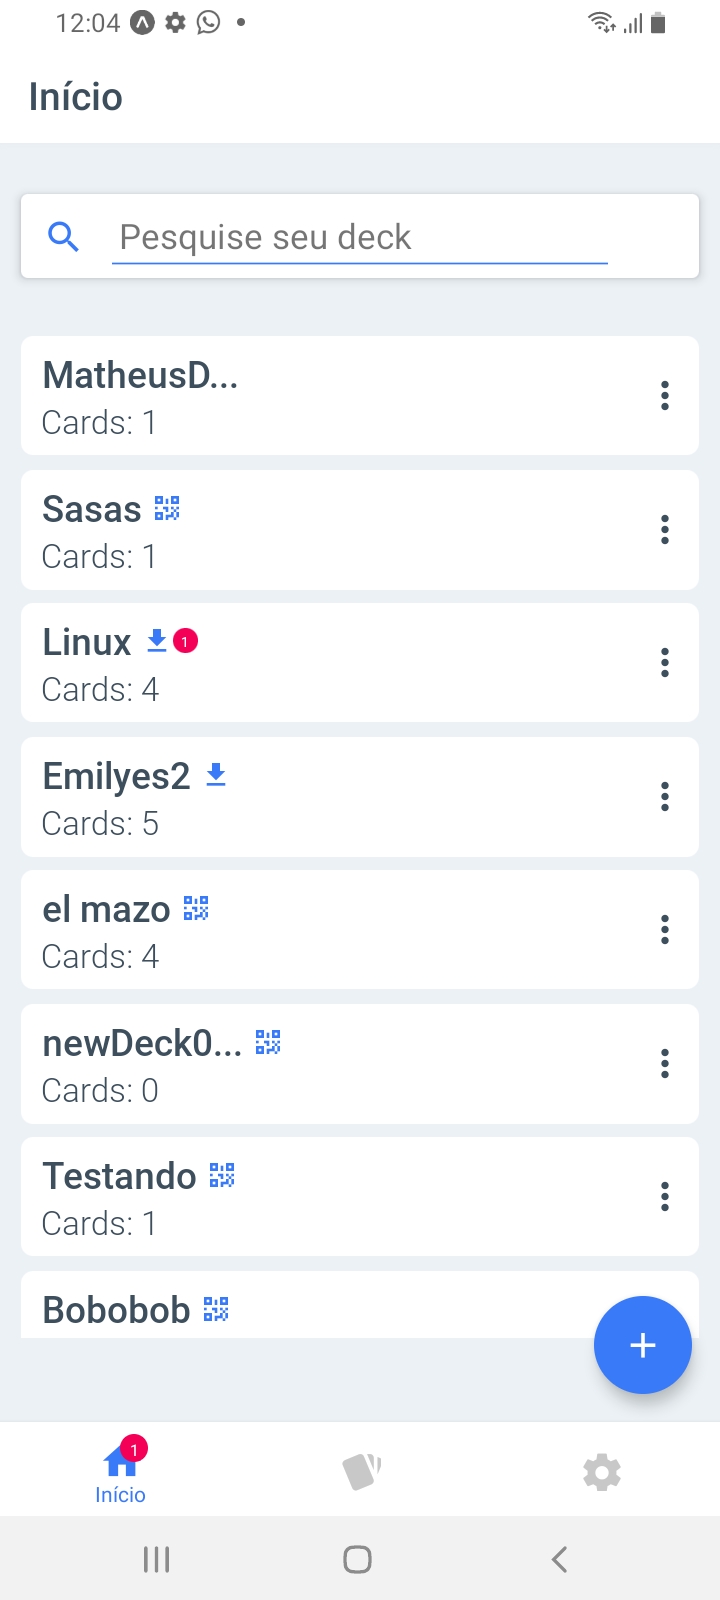 12:04
Início
Pesquise seu deck
MatheusD...
Cards: 1
Sasas
Cards: 1
Linux 1
Cards: 4
Emilyes2
Cards: 5
el mazo
Cards: 4
newDeck0...
Cards: 0
Testando
Cards: 1
Bobobob
+
1
Início